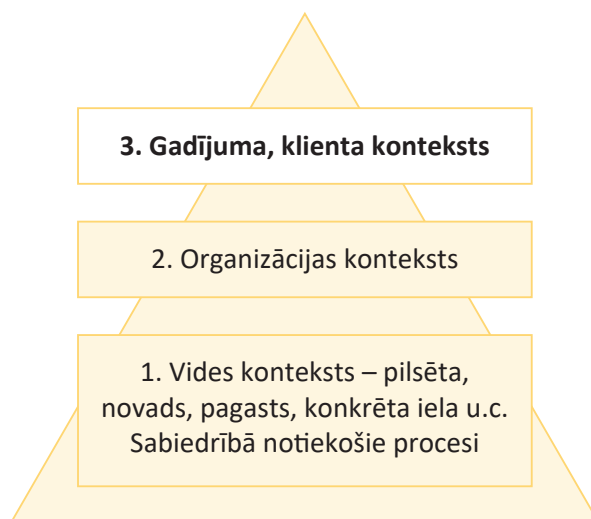 3. Gadījuma, klienta konteksts
2. Organizācijas konteksts
1. Vides konteksts – pilsēta,
novads, pagasts, konkrēta iela u.c.
Sabiedrībā notiekošie procesi